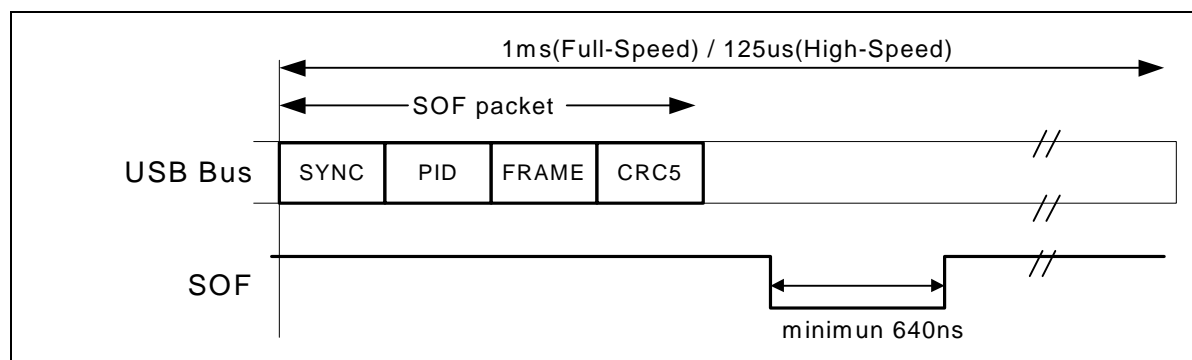 1ms(Full-Speed) / 125us(High-Speed)
SOF packet
USB Bus
SYNC
PID
FRAME
CRC5
SOF
minimun 640ns